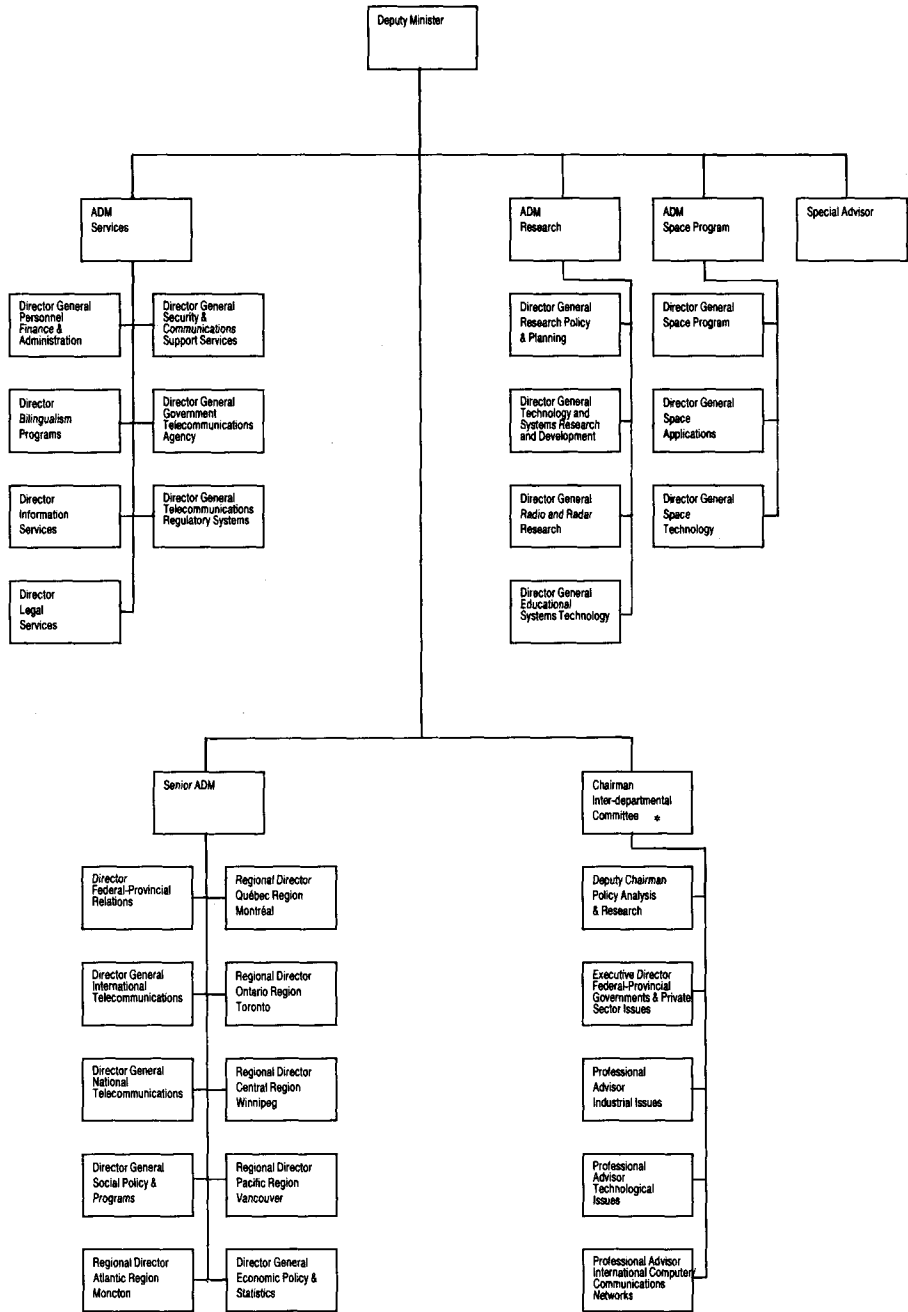 Deputy Minister
ADM
Services
ADM
Research
ADM
Space Program
Special Advisor
Director General
Personnel
Finance &
Administration
Director General
Security &
Communications
Support Services
Director
Bilingualism
Programs
Director General
Government
Telecommunications
Agency
Director
Information
Services
Director General
Telecommunications
Regulatory Systems
Director
Legal
Services
Director General
Research Policy
& Planning
Director General
Technology and
Systems Research
and Development
Director General
Radio and Radar
Research
Director General
Educational
Systems Technology
Director General
Space Program
Director General
Space
Applications
Director General
Space
Technology
Senior ADM
Director
Federal-Provincial
Relations
Regional Director
Québec Region
Montréal
Director General
International
Telecommunications
Regional Director
Ontario Region
Toronto
Director General
National
Telecommunications
Regional Director
Central Region
Winnipeg
Director General
Social Policy &
Programs
Regional Director
Pacific Region
Vancouver
Regional Director
Atlantic Region
Moncton
Director General
Economic Policy &
Statistics
Chairman
Inter-departmental
Committee *
Deputy Chairman
Policy Analysis
& Research
Executive Director
Federal-Provincial
Governments & Private
Sector Issues
Professional
Advisor
Industrial Issues
Professional
Advisor
Technological
Issues
Professional Advisor
International Computer/
Communications
Networks